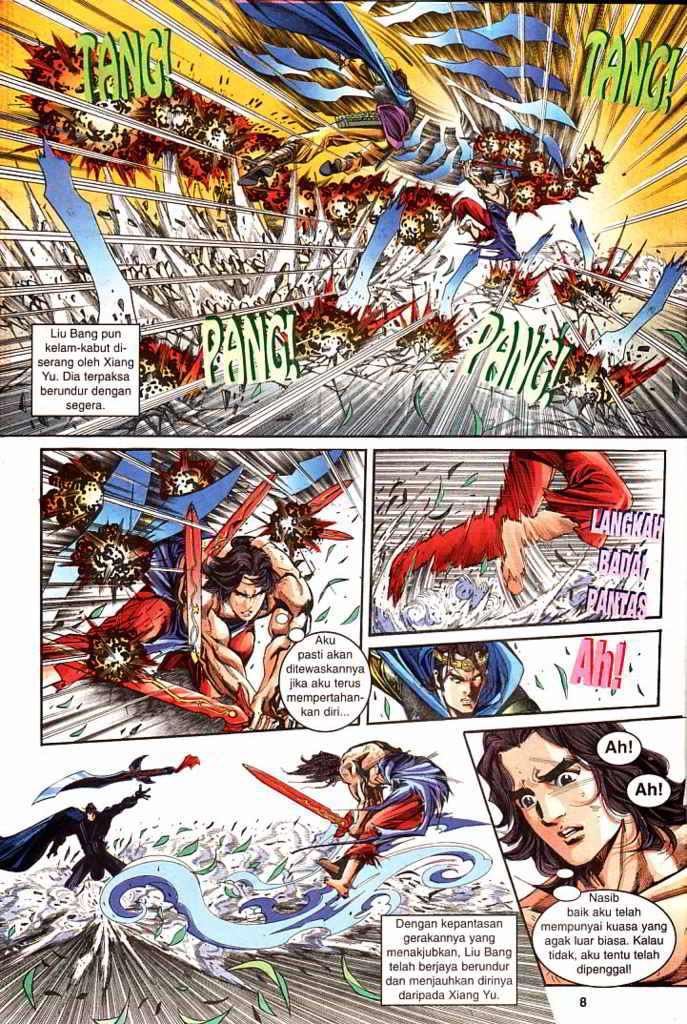 TANG!
TANG!
PANG!
PANG!
Liu Bang pun
kelam-kabut di-
serang oleh Xiang
Yu. Dia terpaksa
berundur dengan
segera.
Aku
pasti akan
ditewaskannya
jika aku terus
mempertahan-
kan diri...
LANGKAH
BADAI
PANTAS
Ah!
Ah!
Ah!
Nasib
baik aku telah
mempunyai kuasa yang
agak luar biasa. Kalau
tidak, aku tentu telah
dipenggal!
Dengan kepantasan
gerakannya yang
menakjubkan, Liu Bang
telah berjaya berundur
dan menjauhkan dirinya
daripada Xiang Yu.
8